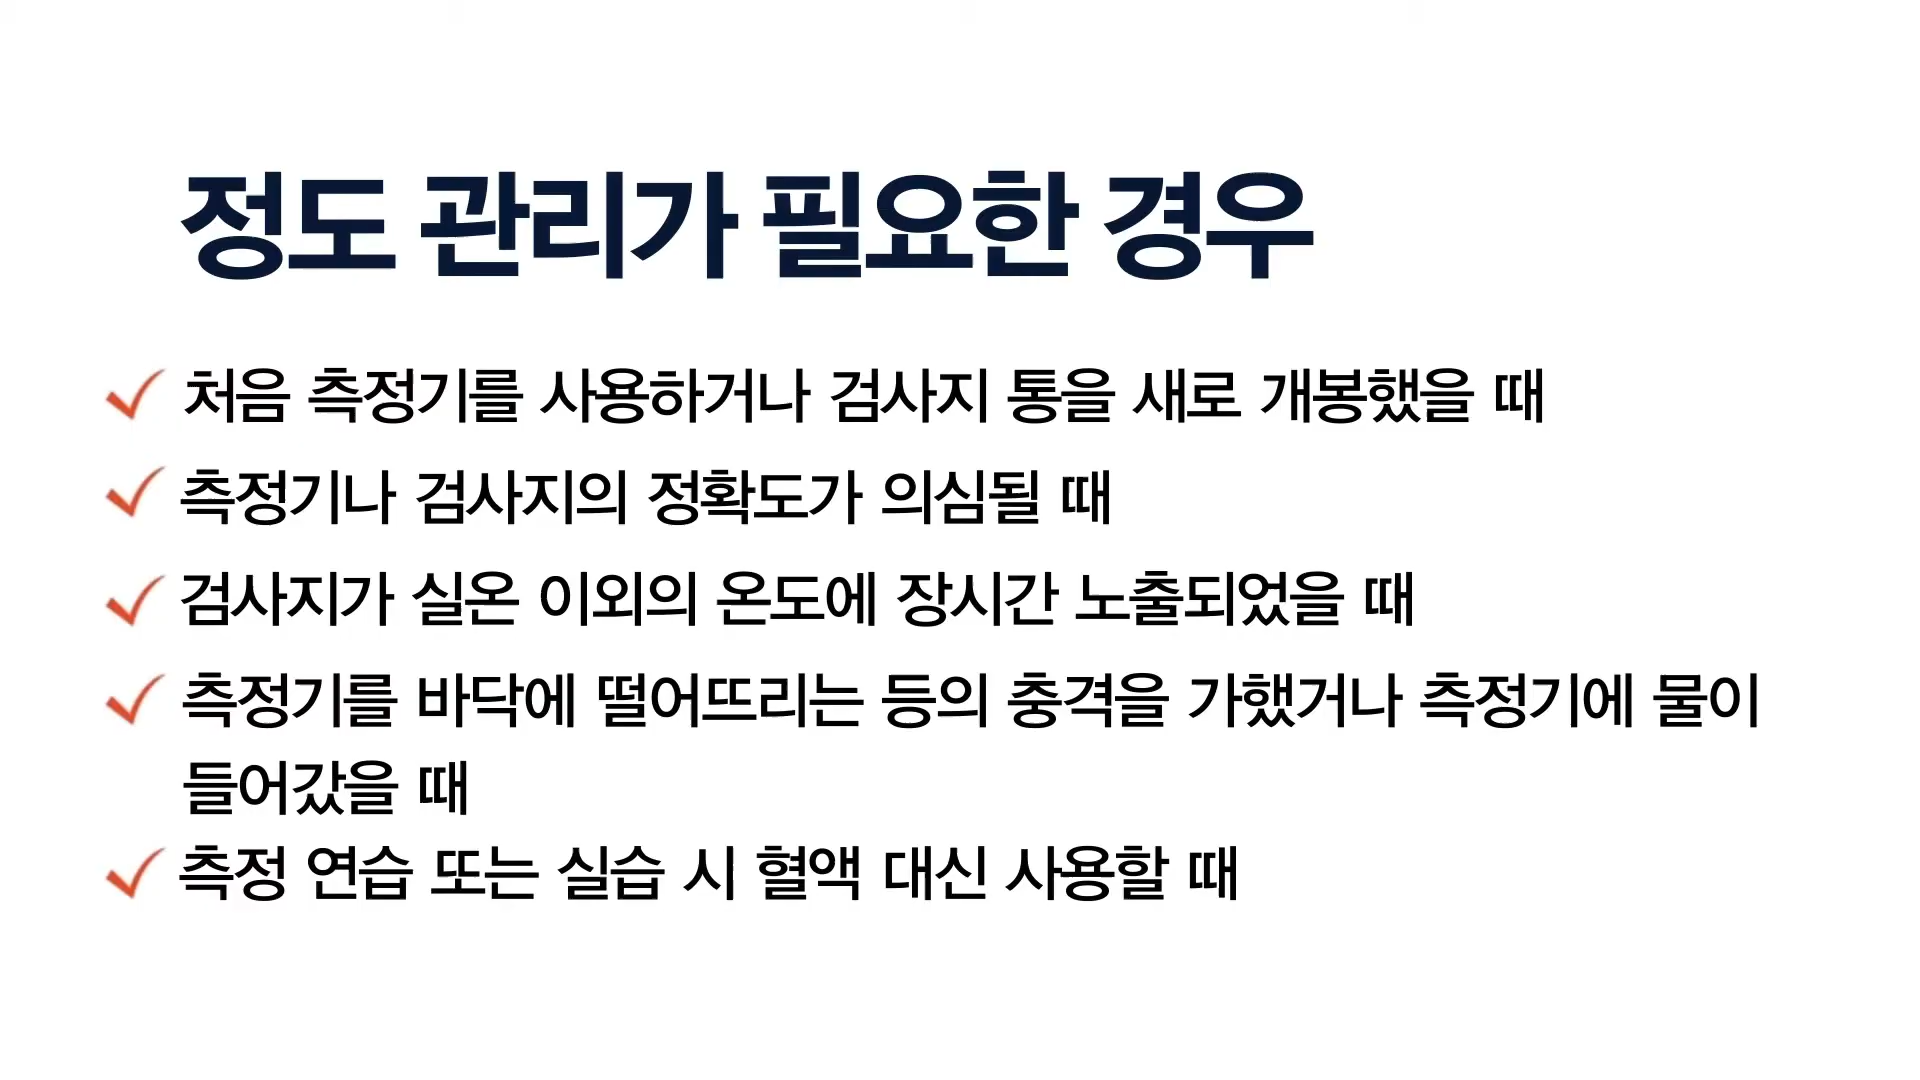 정도 관리가 필요한 경우
처음 측정기를 사용하거나 검사지 통을 새로 개봉했을 때
측정기나 검사지의 정확도가 의심될 때
검사지가 실온 이외의 온도에 장시간 노출되었을 때
측정기를 바닥에 떨어뜨리는 등의 충격을 가했거나 측정기에 물이
들어갔을 때
측정 연습 또는 실습 시 혈액 대신 사용할 때